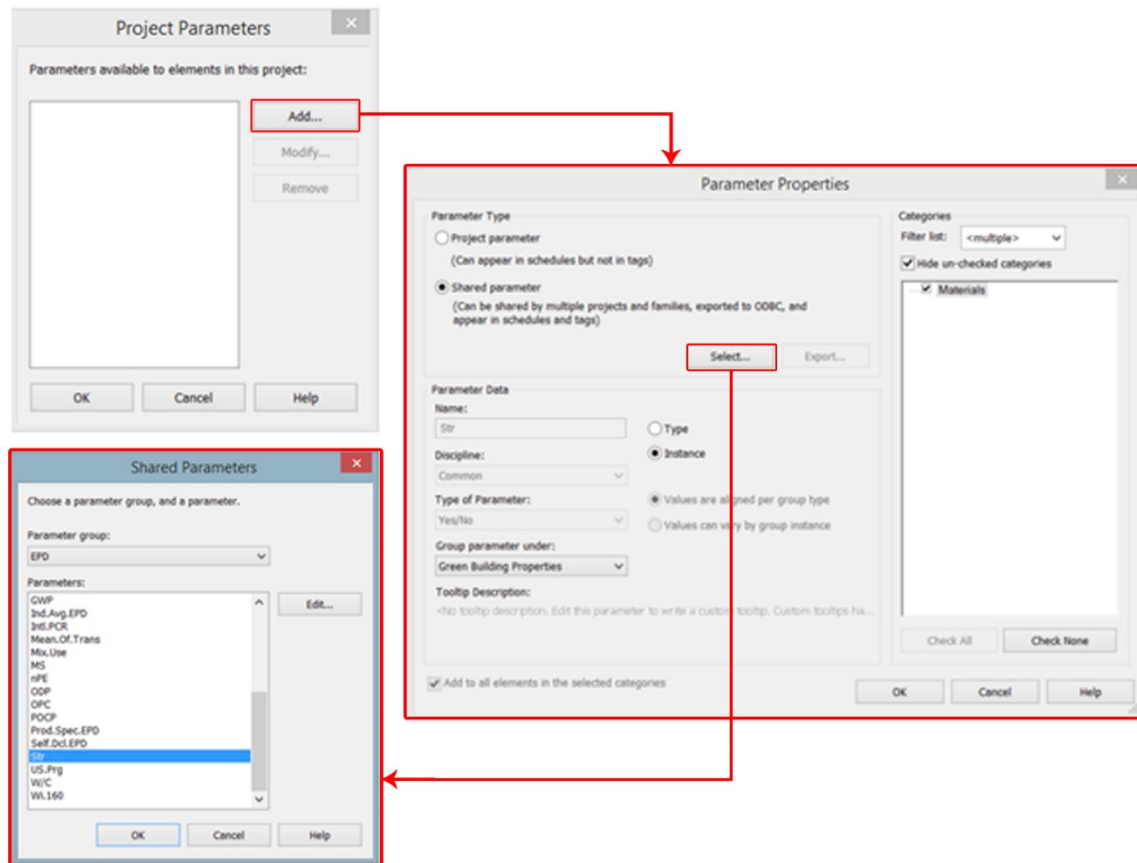 Project Parameters
Parameters available to elements in this project:
Add...
Modify...
Remove
OK
Cancel
Help
Parameter Properties
Parameter Type
Project parameter
(Can appear in schedules but not in tags)
Shared parameter
(Can be shared by multiple projects and families, exported to ODBC, and
appear in schedules and tags)
Select...
Export...
Parameter Data
Name:
Str
Type
Discipline:
Instance
Common
Type of Parameter:
Values are aligned per group type
Yes/No
Values can vary by group instance
Group parameter under:
Green Building Properties
Tooltip Description:
<No tooltip description. Edit this parameter to write a custom tooltip. Custom tooltips ha...
Add to all elements in the selected categories
Categories
Filter list:
<multiple>
Hide un-checked categories
Materials
Check All
Check None
OK
Cancel
Help
Shared Parameters
Choose a parameter group, and a parameter.
Parameter group:
EPD
Parameters:
GWP
Ind.Avg.EPD
Intl.PCR
Mean.Of.Trans
Mix.Use
MS
nPE
ODP
OPC
POCP
Prod.Spec.EPD
Self.Dcl.EPD
Str
US.Prg
W/C
Wi.160
Edit...
OK
Cancel
Help